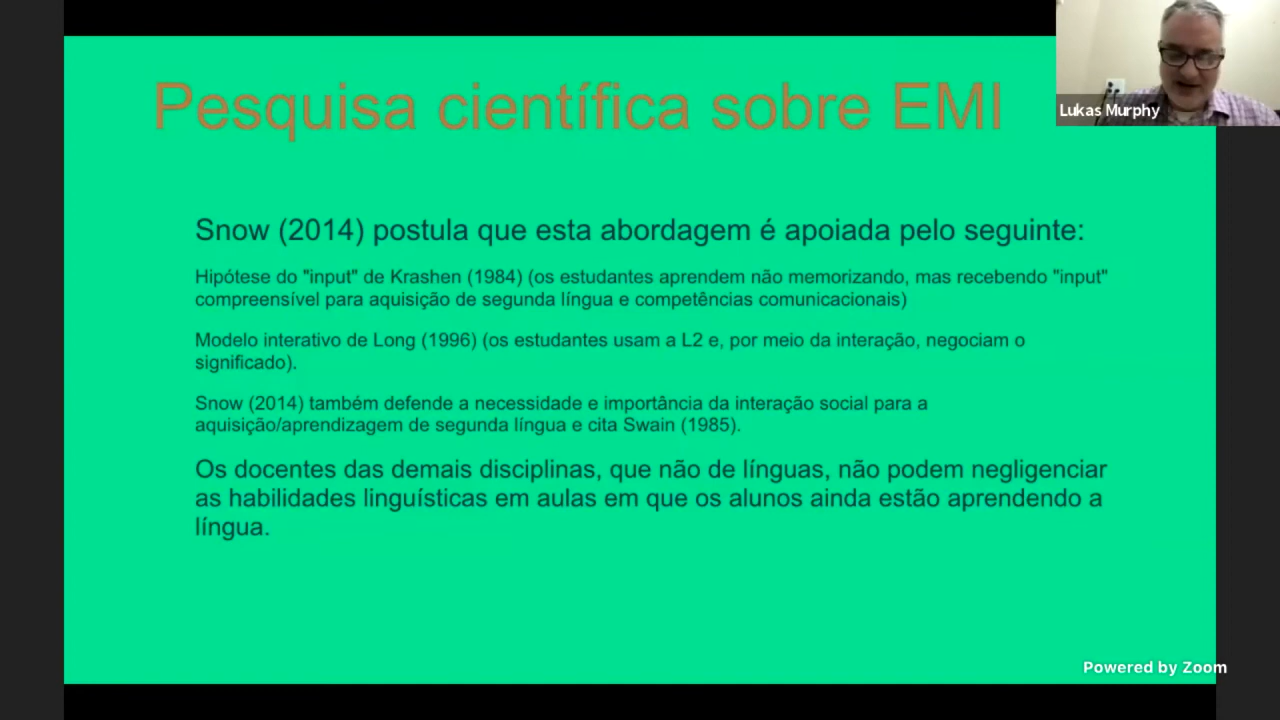 Pesquisa científica sobre EMI
Lukas Murphy
Snow (2014) postula que esta abordagem é apoiada pelo seguinte:
Hipótese do "input" de Krashen (1984) (os estudantes aprendem não memorizando, mas recebendo "input"
compreensível para aquisição de segunda língua e competências comunicacionais)
Modelo interativo de Long (1996) (os estudantes usam a L2 e, por meio da interação, negociam o
significado).
Snow (2014) também defende a necessidade e importância da interação social para a
aquisição/aprendizagem de segunda língua e cita Swain (1985).
Os docentes das demais disciplinas, que não de línguas, não podem negligenciar
as habilidades linguísticas em aulas em que os alunos ainda estão aprendendo a
língua.
Powered by Zoom